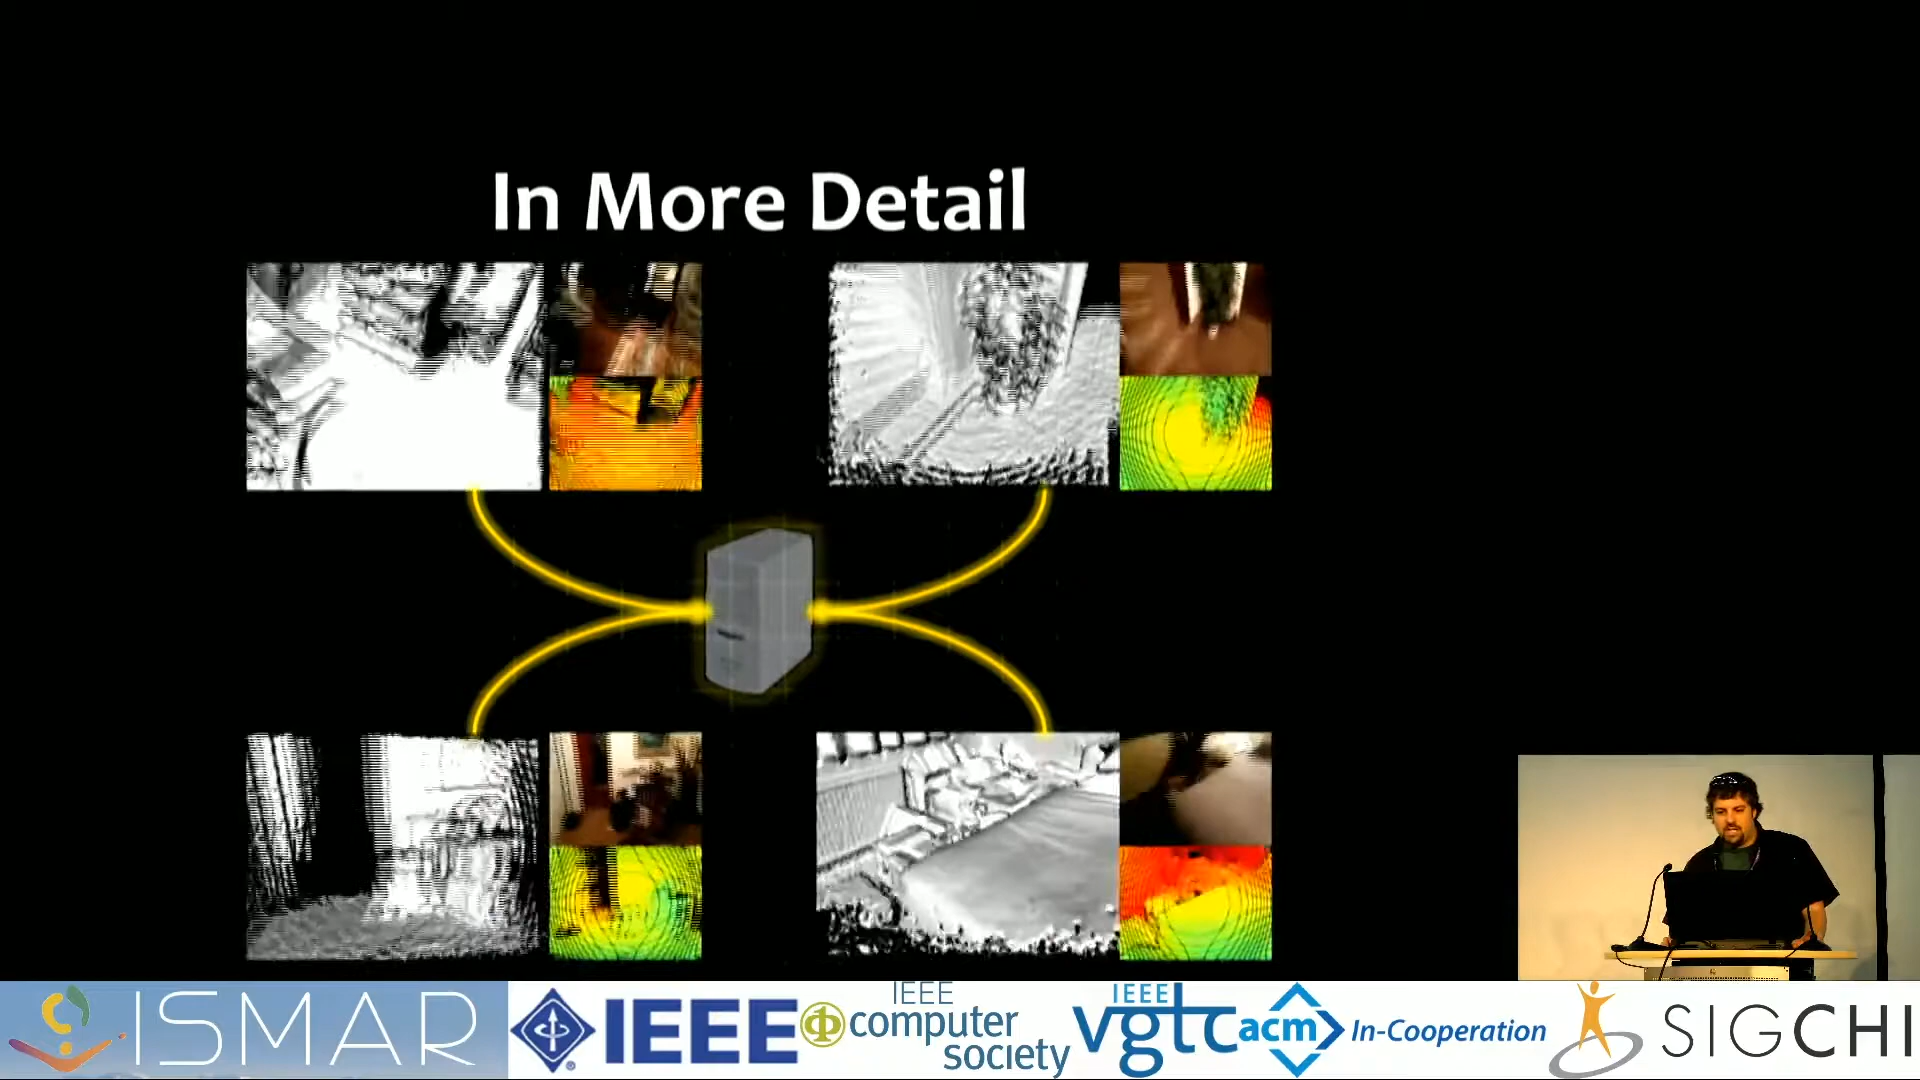 In More Detail
ISMAR
IEEE
IEEE
computer
society
IEEE
vgtc
acm
In-Cooperation
SIGCHI